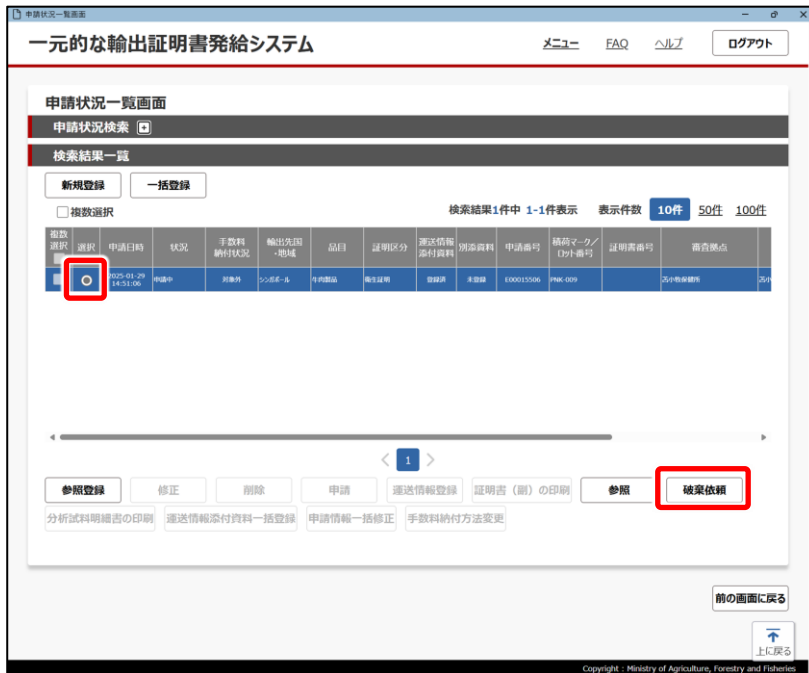 申請状況一覧画面
一元的な輸出証明書発給システム
メニュー FAQ ヘルプ ログアウト
申請状況一覧画面
申請状況検索 +
検索結果一覧
新規登録 一括登録
複数選択 検索結果1件中 1-1件表示 表示件数 10件 50件 100件
複数選択 選択 申請日時 状況 手数料納付状況 輸出先国・地域 品目 証明区分 運送情報添付資料 別添資料 申請番号 積荷マーク/ロット番号 証明書番号 審査拠点
2025-01-29 14:51:06 申請中 対象外 シンガポール 牛肉製品 衛生証明 登録済 未登録 E00015506 PNK-009 苫小牧保健所 苫小
1
参照登録 修正 削除 申請 運送情報登録 証明書（副）の印刷 参照 破棄依頼
分析試料明細書の印刷 運送情報添付資料一括登録 申請情報一括修正 手数料納付方法変更
前の画面に戻る
上に戻る
Copyright : Ministry of Agriculture, Forestry and Fisheries